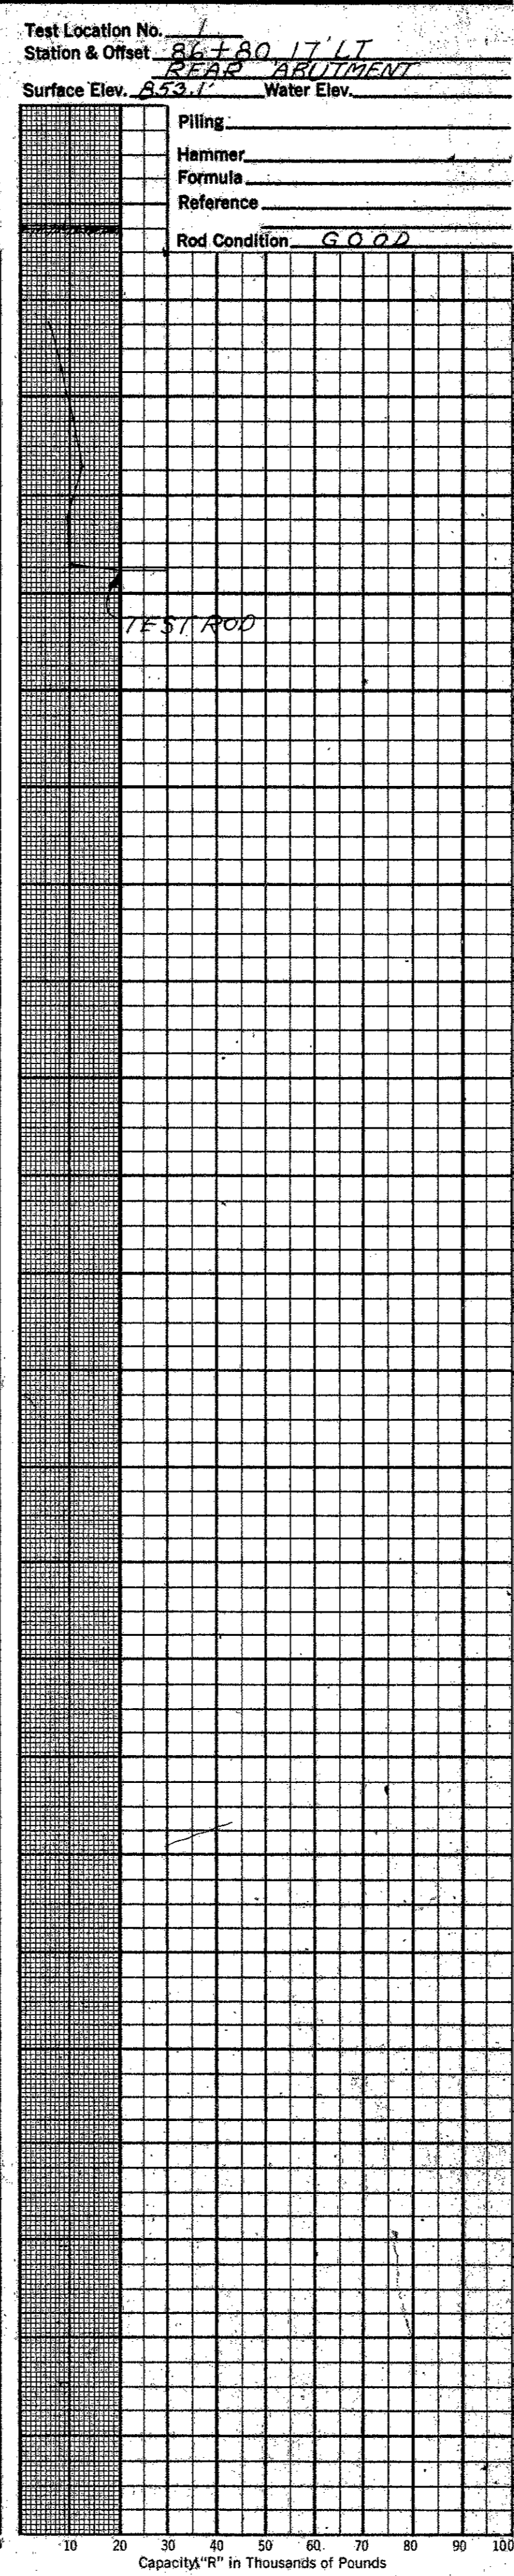 Test Location No. 1
Station & Offset 86+80 17' LT
REAR ABUTMENT
Surface Elev. 853.1' Water Elev.
Piling
Hammer
Formula
Reference
Rod Condition GOOD
TEST ROD
10 20 30 40 50 60 70 80 90 100
Capacity "R" in Thousands of Pounds